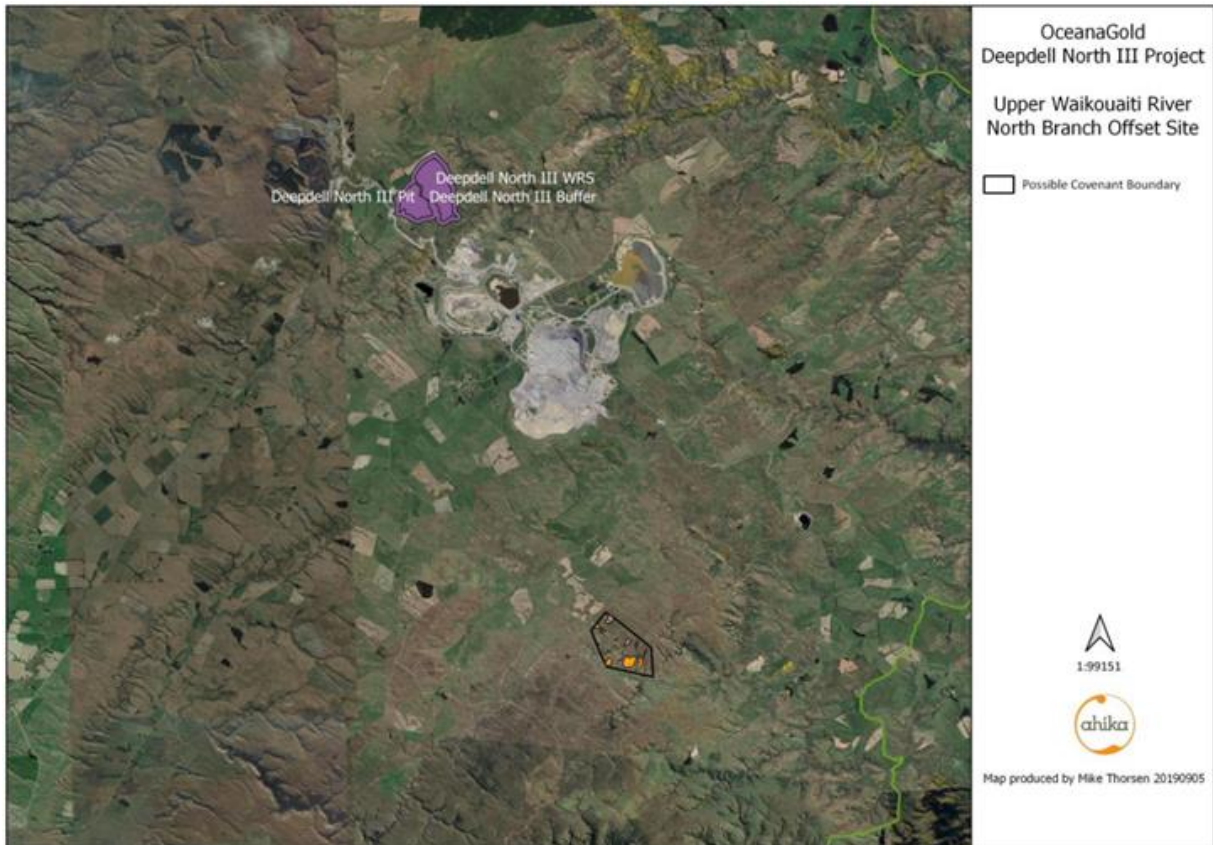 OceanaGold
Deepdell North III Project
Upper Waikouaiti River
North Branch Offset Site
Possible Covenant Boundary
Deepdell North III WRS
Deepdell North III Pit
Deepdell North III Buffer
1:99151
ahika
Map produced by Mike Thorsen 20190905